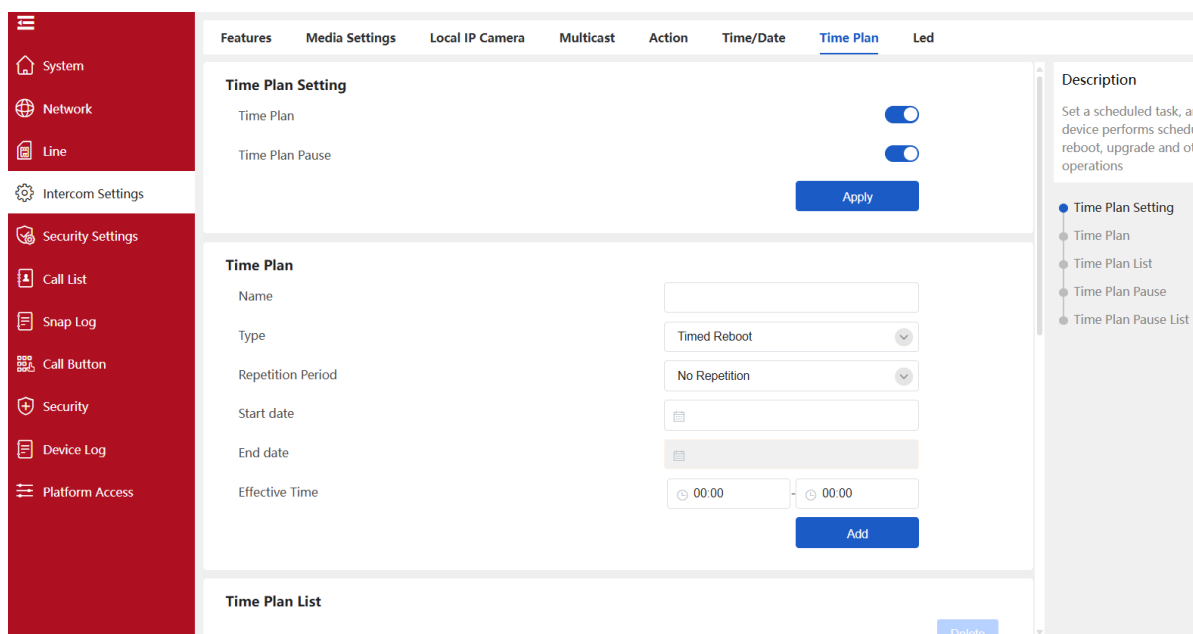 Features Media Settings Local IP Camera Multicast Action Time/Date Time Plan Led
System
Network
Line
Intercom Settings
Security Settings
Call List
Snap Log
Call Button
Security
Device Log
Platform Access
Time Plan Setting
Time Plan
Time Plan Pause
Apply
Time Plan
Name
Type Timed Reboot
Repetition Period No Repetition
Start date
End date
Effective Time 00:00 - 00:00
Add
Time Plan List
Delete
Description
Set a scheduled task,
device performs
reboot, upgrade and
operations
Time Plan Setting
Time Plan
Time Plan List
Time Plan Pause
Time Plan Pause List